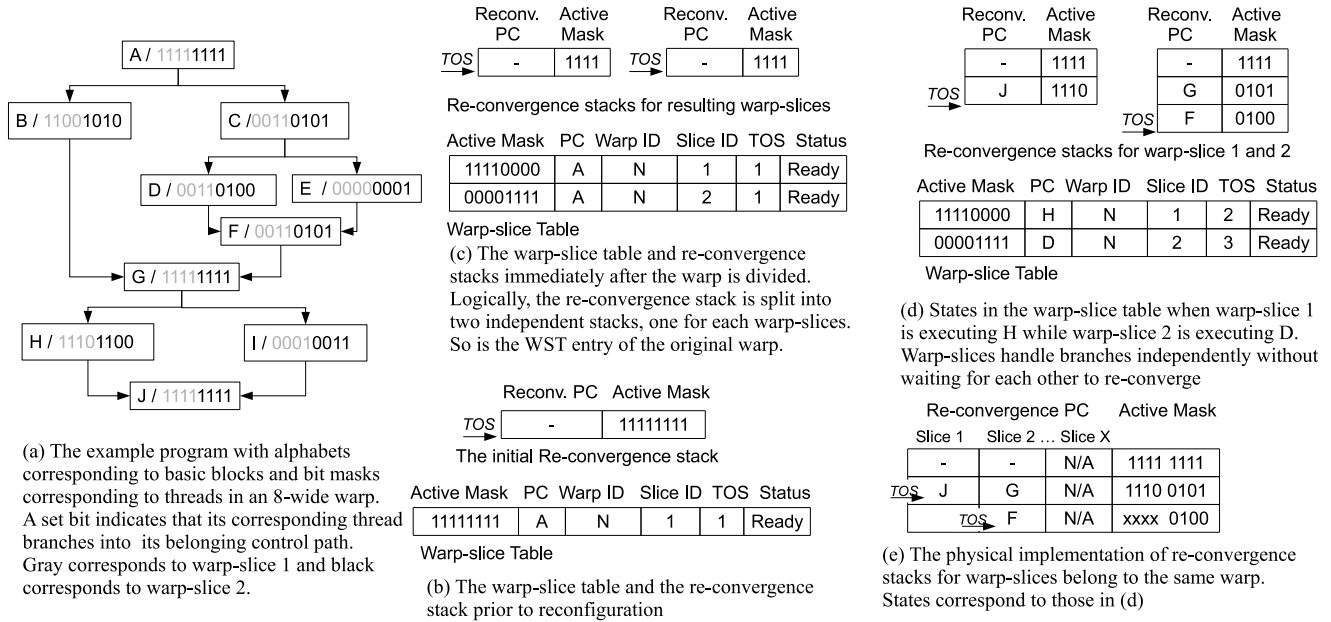 A / 11111111
B / 11001010
C /00110101
D / 00110100
E / 00000001
F / 00110101
G / 11111111
H / 11101100
I / 00010011
J / 11111111
(a) The example program with alphabets
corresponding to basic blocks and bit masks
corresponding to threads in an 8-wide warp.
A set bit indicates that its corresponding thread
branches into its belonging control path.
Gray corresponds to warp-slice 1 and black
corresponds to warp-slice 2.
Reconv. PC Active Mask Reconv. PC Active Mask
TOS - 1111 TOS - 1111
Re-convergence stacks for resulting warp-slices
Active Mask PC Warp ID Slice ID TOS Status
11110000 A N 1 1 Ready
00001111 A N 2 1 Ready
Warp-slice Table
(c) The warp-slice table and re-convergence
stacks immediately after the warp is divided.
Logically, the re-convergence stack is split into
two independent stacks, one for each warp-slices.
So is the WST entry of the original warp.
Reconv. PC Active Mask
TOS - 11111111
The initial Re-convergence stack
Active Mask PC Warp ID Slice ID TOS Status
11111111 A N 1 1 Ready
Warp-slice Table
(b) The warp-slice table and the re-convergence
stack prior to reconfiguration
Reconv. PC Active Mask Reconv. PC Active Mask
- 1111 - 1111
TOS J 1110 G 0101
TOS F 0100
Re-convergence stacks for warp-slice 1 and 2
Active Mask PC Warp ID Slice ID TOS Status
11110000 H N 1 2 Ready
00001111 D N 2 3 Ready
Warp-slice Table
(d) States in the warp-slice table when warp-slice 1
is executing H while warp-slice 2 is executing D.
Warp-slices handle branches independently without
waiting for each other to re-converge
Re-convergence PC Active Mask
Slice 1 Slice 2 ... Slice X
- - N/A 1111 1111
TOS J G N/A 1110 0101
TOS F N/A xxxx 0100
(e) The physical implementation of re-convergence
stacks for warp-slices belong to the same warp.
States correspond to those in (d)